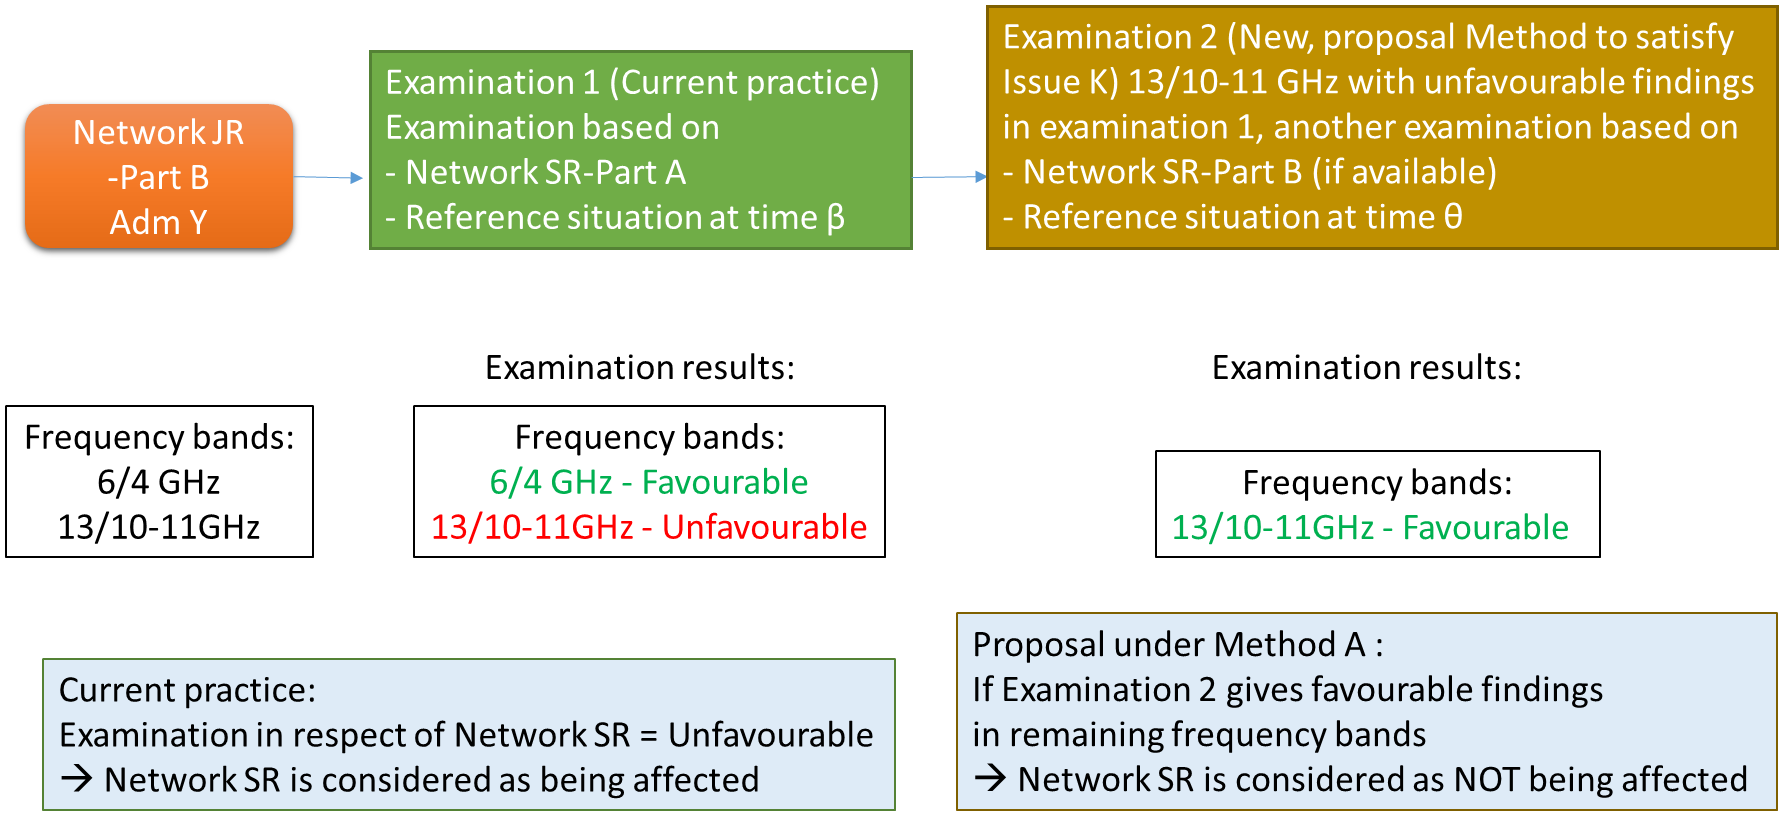 Network JR
-Part B
Adm Y
Examination 1 (Current practice)
Examination based on
- Network SR-Part A
- Reference situation at time β
Examination 2 (New, proposal Method to satisfy
Issue K) 13/10-11 GHz with unfavourable findings
in examination 1, another examination based on
- Network SR-Part B (if available)
- Reference situation at time θ
Frequency bands:
6/4 GHz
13/10-11GHz
Examination results:
Frequency bands:
6/4 GHz - Favourable
13/10-11GHz - Unfavourable
Examination results:
Frequency bands:
13/10-11GHz - Favourable
Current practice:
Examination in respect of Network SR = Unfavourable
→ Network SR is considered as being affected
Proposal under Method A :
If Examination 2 gives favourable findings
in remaining frequency bands
→ Network SR is considered as NOT being affected